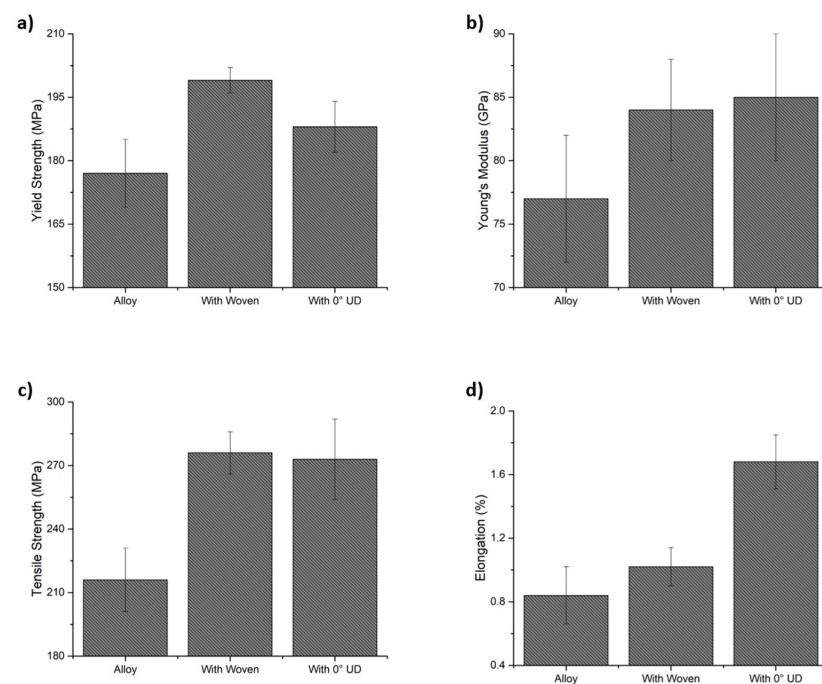 a)
210
195
180
165
150
Yield Strength (MPa)
Alloy
With Woven
With 0° UD
b)
90
85
80
75
70
Young's Modulus (GPa)
Alloy
With Woven
With 0° UD
c)
300
270
240
210
180
Tensile Strength (MPa)
Alloy
With Woven
With 0° UD
d)
2.0
1.6
1.2
0.8
0.4
Elongation (%)
Alloy
With Woven
With 0° UD